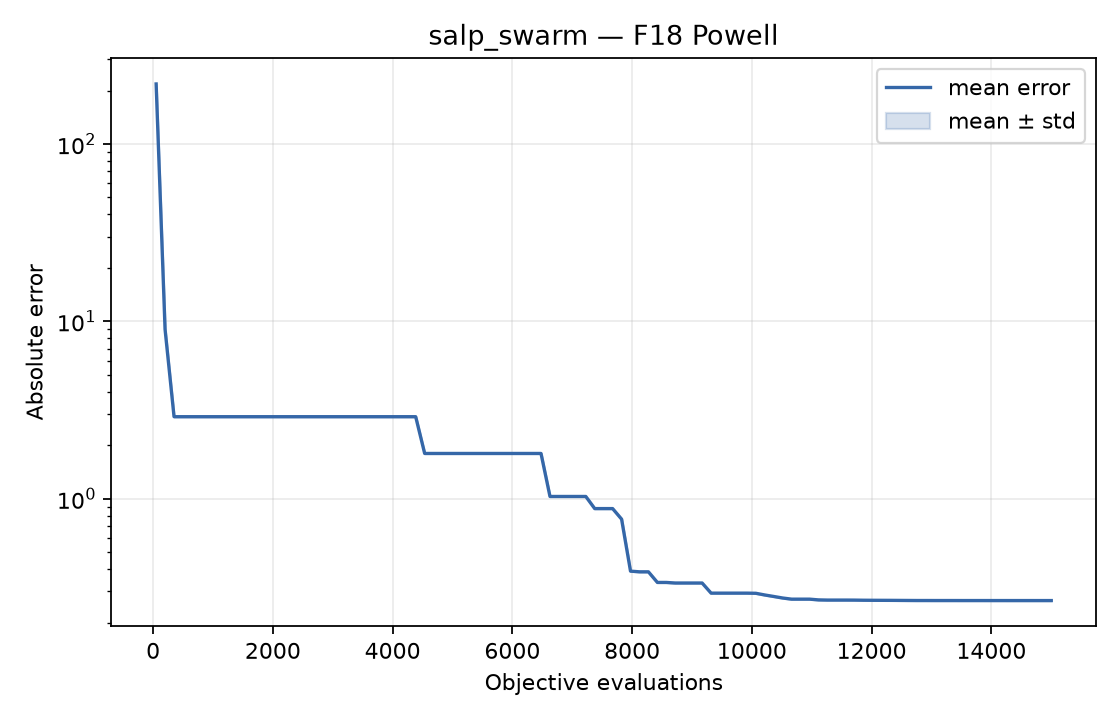 salp_swarm — F18 Powell
mean error
mean ± std
Absolute error
10²
10¹
10⁰
0 2000 4000 6000 8000 10000 12000 14000
Objective evaluations